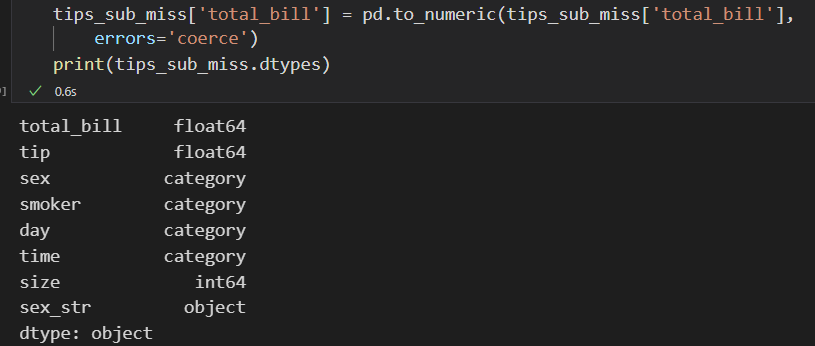 tips_sub_miss['total_bill'] = pd.to_numeric(tips_sub_miss['total_bill'],
errors='coerce')
print(tips_sub_miss.dtypes)
]
0.6s
total_bill float64
tip float64
sex category
smoker category
day category
time category
size int64
sex_str object
dtype: object